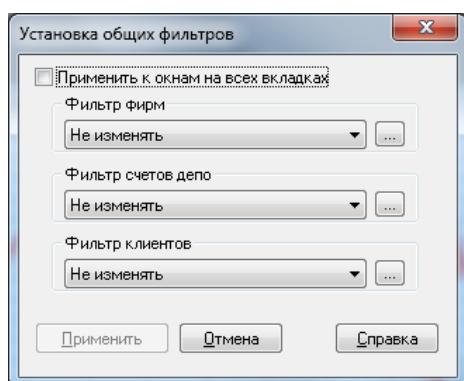 Установка общих фильтров
Применить к окнам на всех вкладках
Фильтр фирм
Не изменять
...
Фильтр счетов депо
Не изменять
...
Фильтр клиентов
Не изменять
...
Применить Отмена Справка